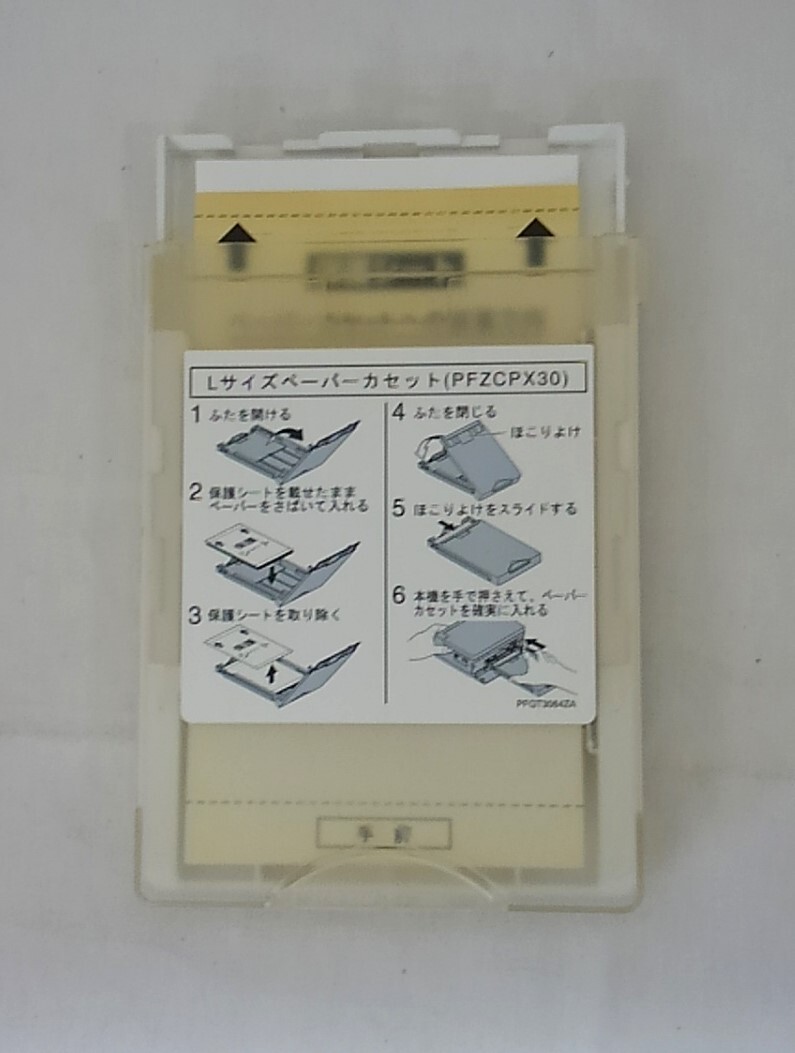 Lサイズペーパーカセット(PFZCPX30)
1 ふたを開ける
2 保護シートを載せたまま
ペーパーをさばいて入れる
3 保護シートを取り除く
4 ふたを閉じる
ほこりよけ
5 ほこりよけをスライドする
6 本機を手で押さえて、ペーパー
カセットを確実に入れる
PFGT3064ZA
手前